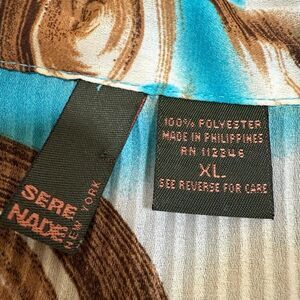 SERE
NADE
NEW YORK
100% POLYESTER
MADE IN PHILIPPINES
RN 112246
XL
SEE REVERSE FOR CARE